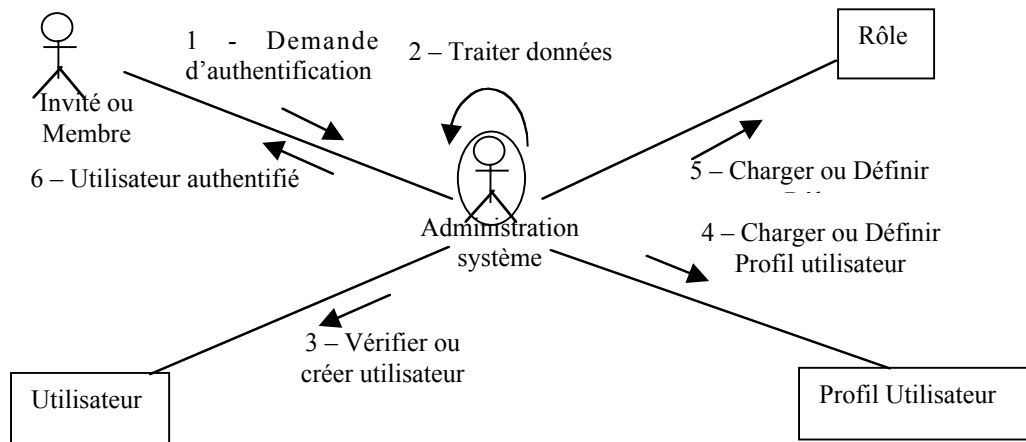 1 - Demande
d'authentification
2 – Traiter données
Rôle
Invité ou
Membre
6 – Utilisateur authentifié
5 – Charger ou Définir
Administration
système
4 – Charger ou Définir
Profil utilisateur
3 – Vérifier ou
créer utilisateur
Utilisateur
Profil Utilisateur